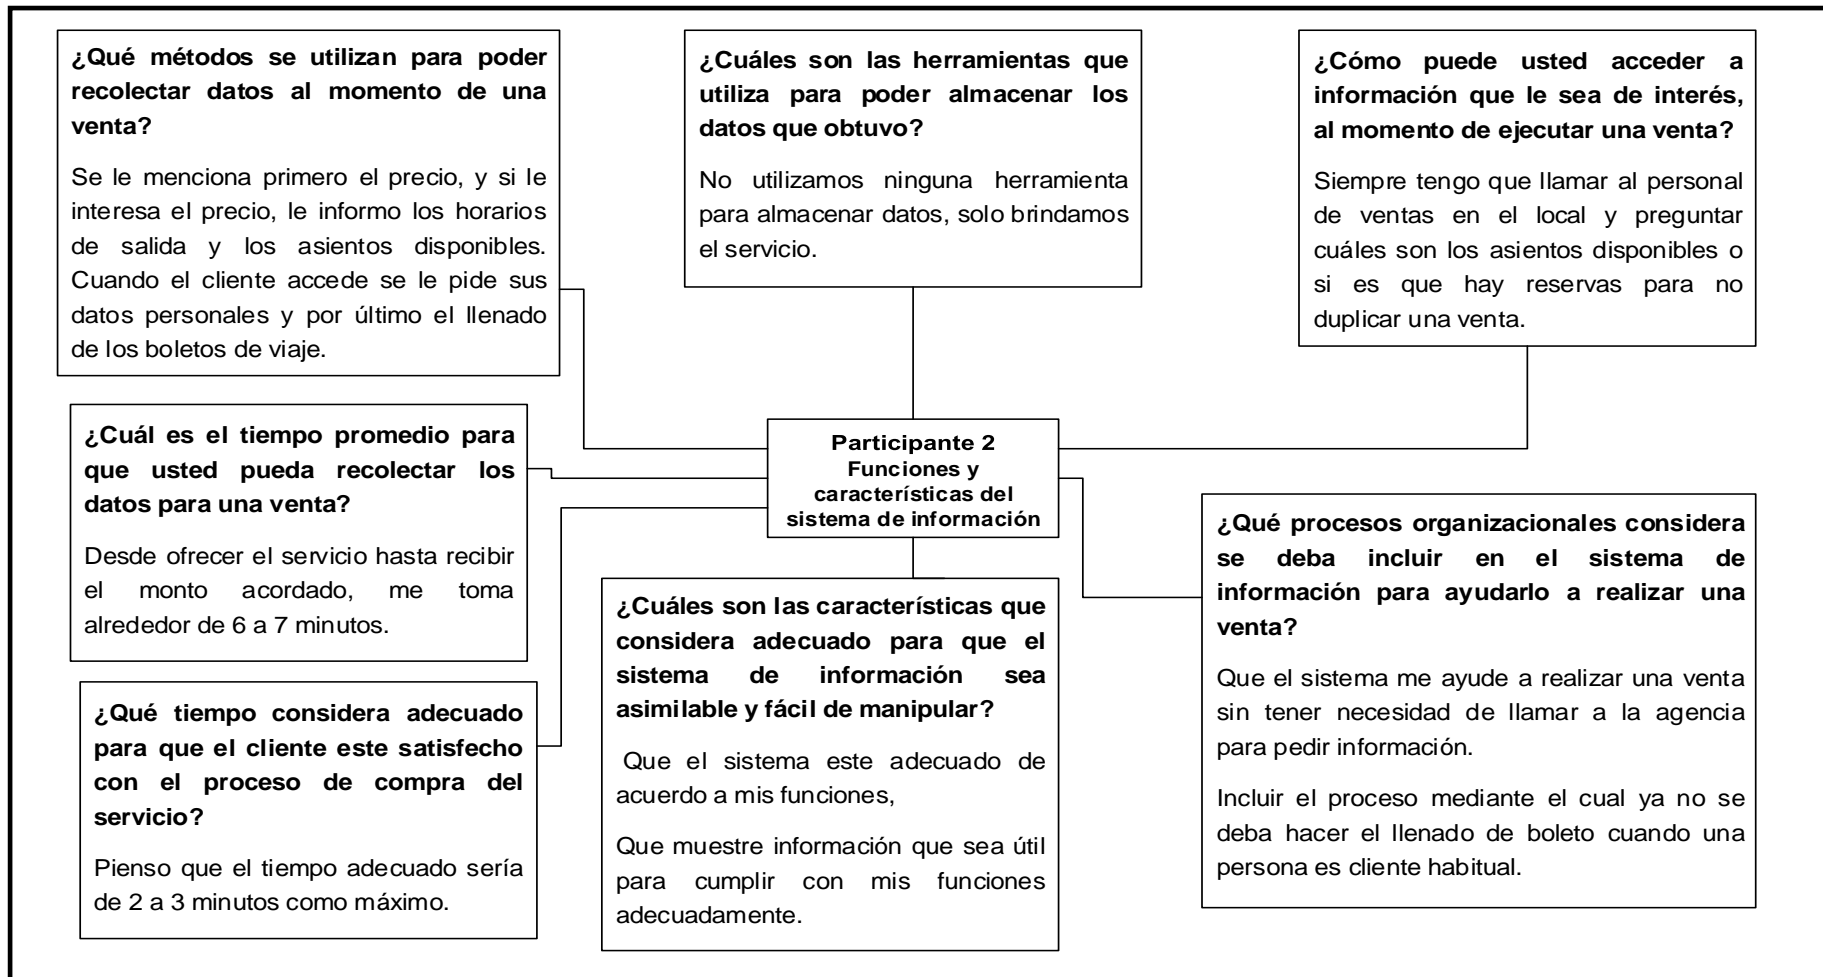 ¿Qué métodos se utilizan para poder
recolectar datos al momento de una
venta?
Se le menciona primero el precio, y si le
interesa el precio, le informo los horarios
de salida y los asientos disponibles.
Cuando el cliente accede se le pide sus
datos personales y por último el llenado
de los boletos de viaje.
¿Cuáles son las herramientas que
utiliza para poder almacenar los
datos que obtuvo?
No utilizamos ninguna herramienta
para almacenar datos, solo brindamos
el servicio.
¿Cómo puede usted acceder a
información que le sea de interés,
al momento de ejecutar una venta?
Siempre tengo que llamar al personal
de ventas en el local y preguntar
cuáles son los asientos disponibles o
si es que hay reservas para no
duplicar una venta.
¿Cuál es el tiempo promedio para
que usted pueda recolectar los
datos para una venta?
Desde ofrecer el servicio hasta recibir
el monto acordado, me toma
alrededor de 6 a 7 minutos.
Participante 2
Funciones y
características del
sistema de información
¿Qué tiempo considera adecuado
para que el cliente este satisfecho
con el proceso de compra del
servicio?
Pienso que el tiempo adecuado sería
de 2 a 3 minutos como máximo.
¿Cuáles son las características que
considera adecuado para que el
sistema de información sea
asimilable y fácil de manipular?
Que el sistema este adecuado de
acuerdo a mis funciones,
Que muestre información que sea útil
para cumplir con mis funciones
adecuadamente.
¿Qué procesos organizacionales considera
se deba incluir en el sistema de
información para ayudarlo a realizar una
venta?
Que el sistema me ayude a realizar una venta
sin tener necesidad de llamar a la agencia
para pedir información.
Incluir el proceso mediante el cual ya no se
deba hacer el llenado de boleto cuando una
persona es cliente habitual.